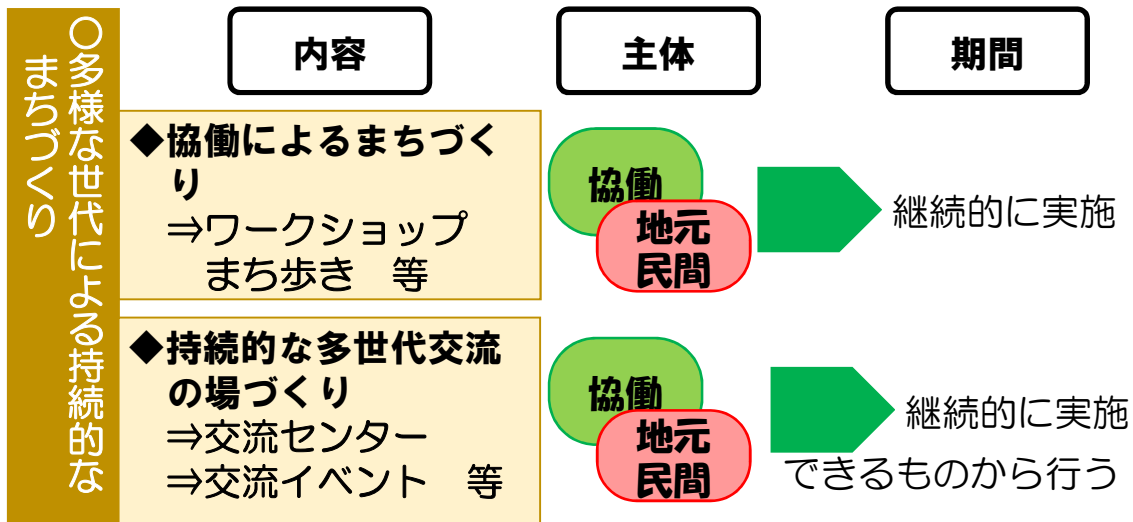 〇多様な世代による持続的な
まちづくり
内容
主体
期間
◆協働によるまちづく
り
⇒ワークショップ
まち歩き　等
協働
地元
民間
継続的に実施
◆持続的な多世代交流
の場づくり
⇒交流センター
⇒交流イベント　等
協働
地元
民間
継続的に実施
できるものから行う